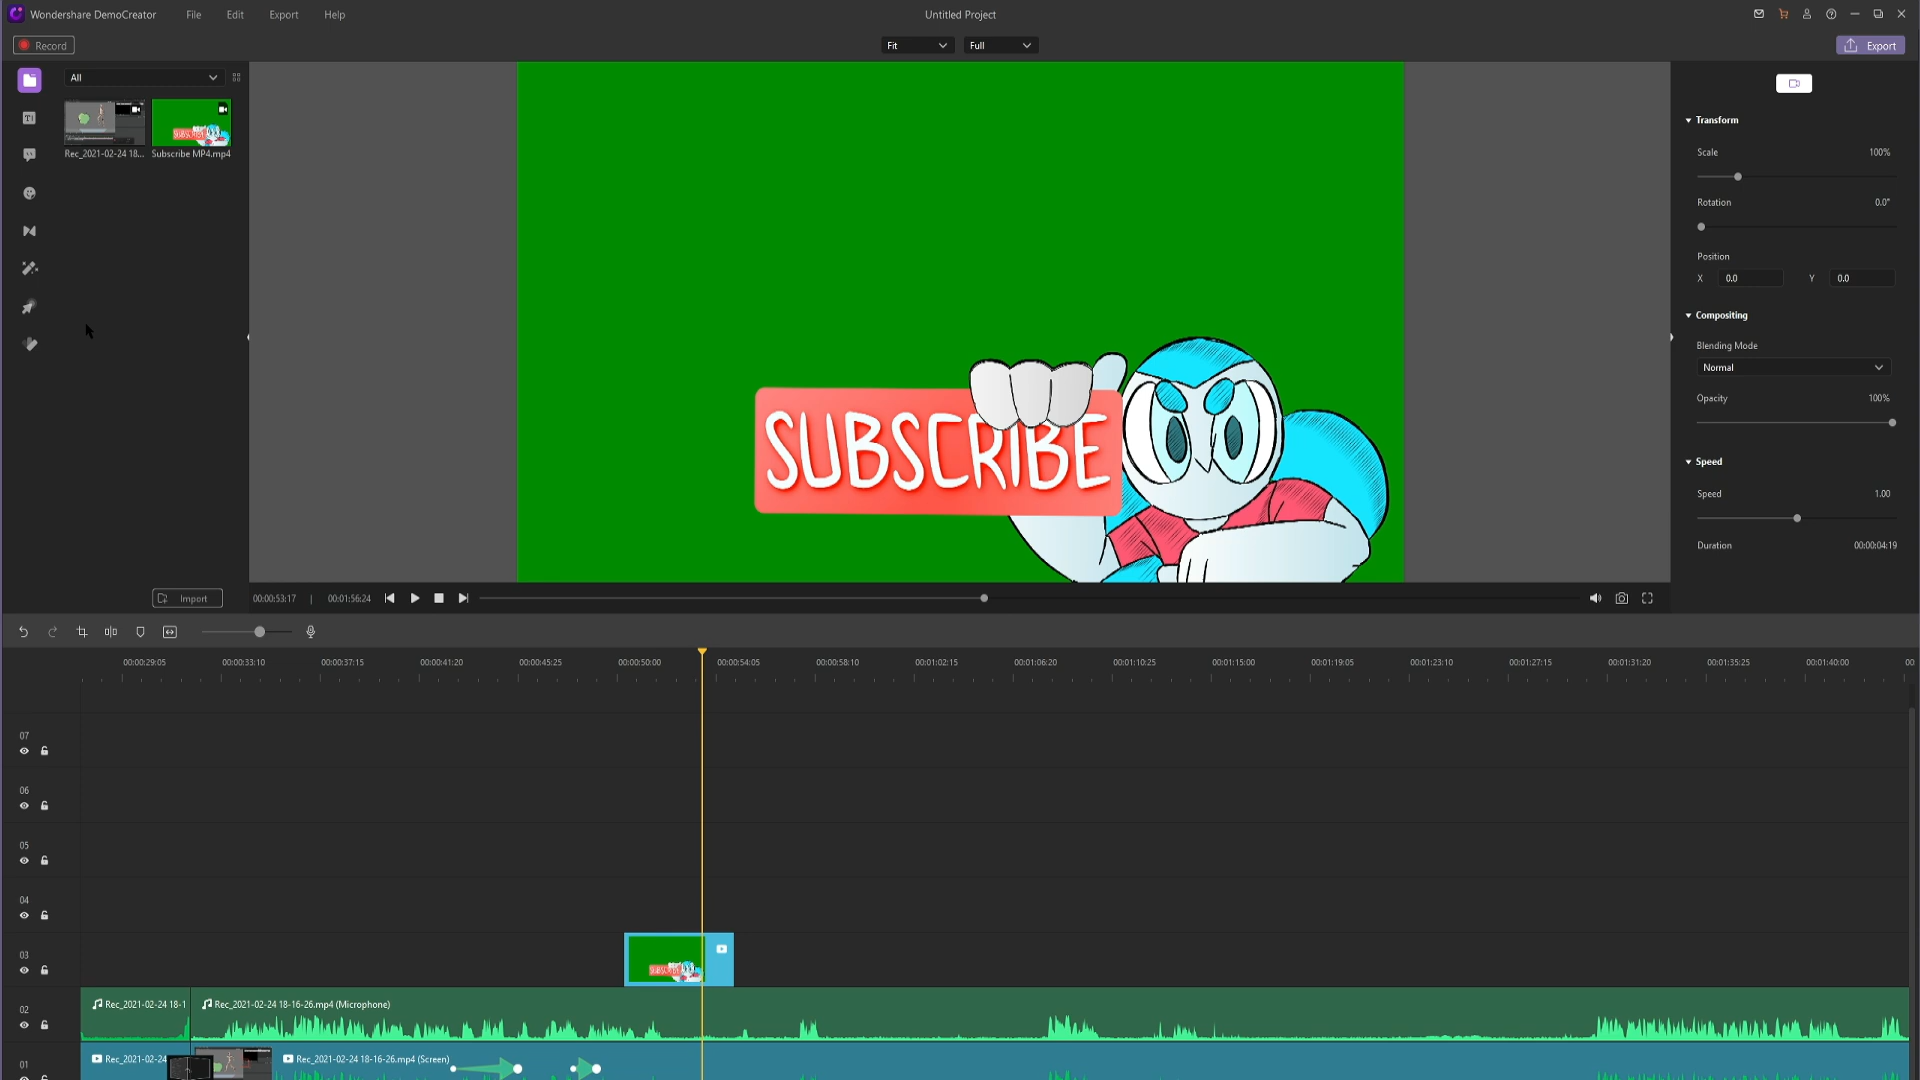 Wondershare DemoCreator File Edit Export Help Untitled Project
Record Fit Full Export
All
Rec_2021-02-24 18... Subscribe MP4.mp4
SUBSCRIBE
Transform
Scale 100%
Rotation 0.0°
Position
X 0.0 Y 0.0
Compositing
Blending Mode
Normal
Opacity 100%
Speed
Speed 1.00
Duration 00:00:04:19
Import 00:00:53:17 | 00:01:56:24
00:00:29:05 00:00:33:10 00:00:37:15 00:00:41:20 00:00:45:25 00:00:50:00 00:00:54:05 00:00:58:10 00:01:02:15 00:01:06:20 00:01:10:25 00:01:15:00 00:01:19:05 00:01:23:10 00:01:27:15 00:01:31:20 00:01:35:25 00:01:40:00 00
07
06
05
04
03
SUBSCRIBE
02 Rec_2021-02-24 18-1 Rec_2021-02-24 18-16-26.mp4 (Microphone)
01 Rec_2021-02-24 Rec_2021-02-24 18-16-26.mp4 (Screen)